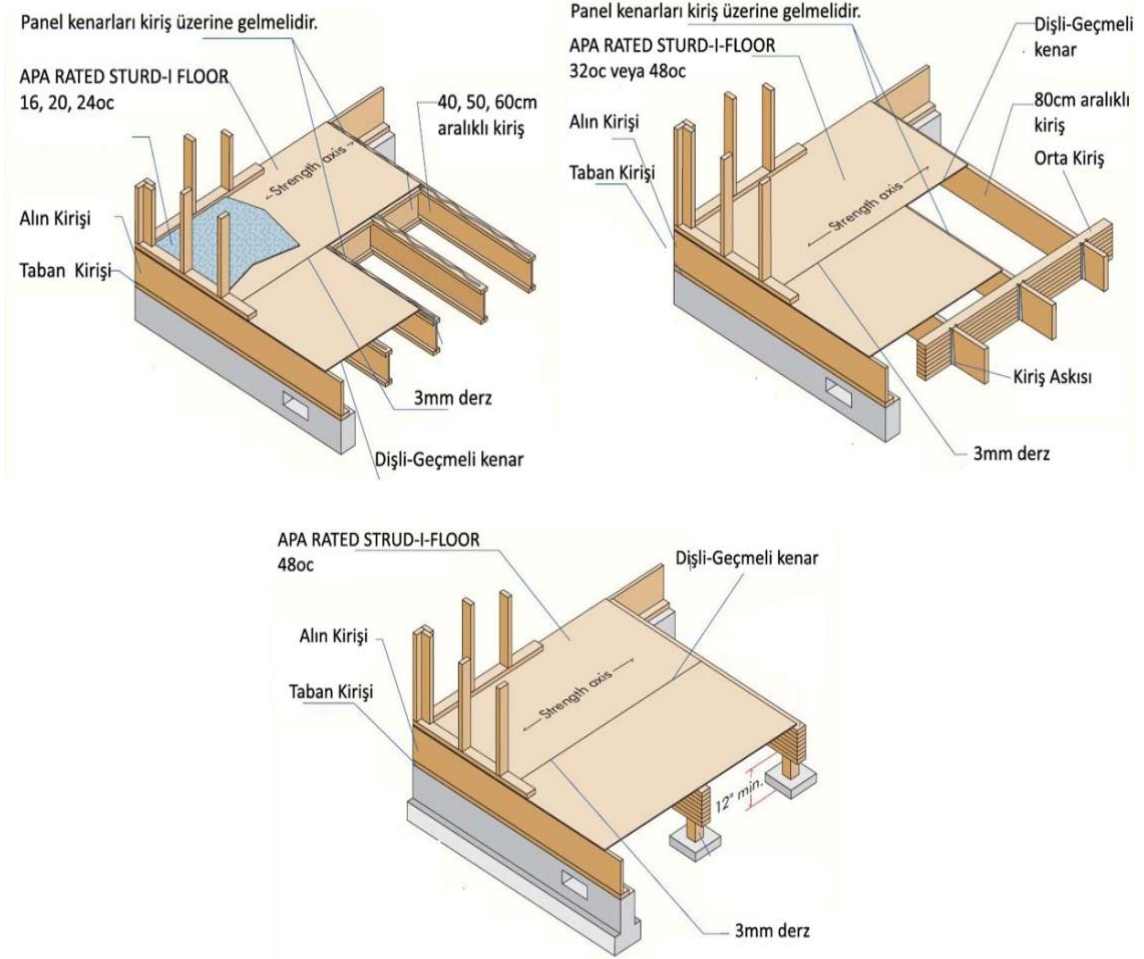 Panel kenarları kiriş üzerine gelmelidir.
APA RATED STURD-I FLOOR
16, 20, 24oc
40, 50, 60cm
aralıklı kiriş
Strength axis
Alın Kirişi
Taban Kirişi
3mm derz
Dişli-Geçmeli kenar
Panel kenarları kiriş üzerine gelmelidir.
APA RATED STURD-I-FLOOR
32oc veya 48oc
Dişli-Geçmeli
kenar
80cm aralıklı
kiriş
Orta Kiriş
Alın Kirişi
Taban Kirişi
Strength axis
Kiriş Askısı
3mm derz
APA RATED STRUD-I-FLOOR
48oc
Dişli-Geçmeli kenar
Alın Kirişi
Taban Kirişi
Strength axis
12" min.
3mm derz